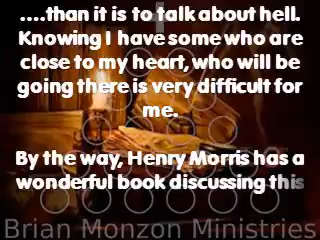 ....than it is to talk about hell.
Knowing I have some who are
close to my heart, who will be
going there is very difficult for
me.
By the way, Henry Morris has a
wonderful book discussing this
Brian Monzon Ministries